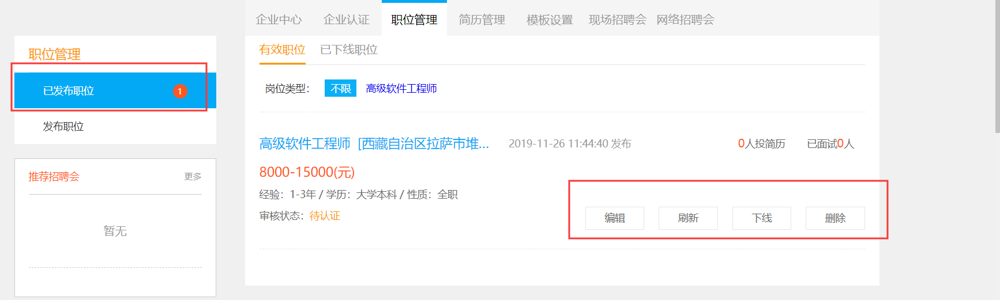 企业中心 企业认证 职位管理 简历管理 模板设置 现场招聘会 网络招聘会
职位管理
已发布职位 1
发布职位
推荐招聘会 更多
暂无
有效职位 已下线职位
岗位类型： 不限 高级软件工程师
高级软件工程师 [西藏自治区拉萨市堆... 2019-11-26 11:44:40 发布 0人投简历 已面试0人
8000-15000(元)
经验：1-3年 / 学历：大学本科 / 性质：全职
审核状态：待认证
编辑 刷新 下线 删除